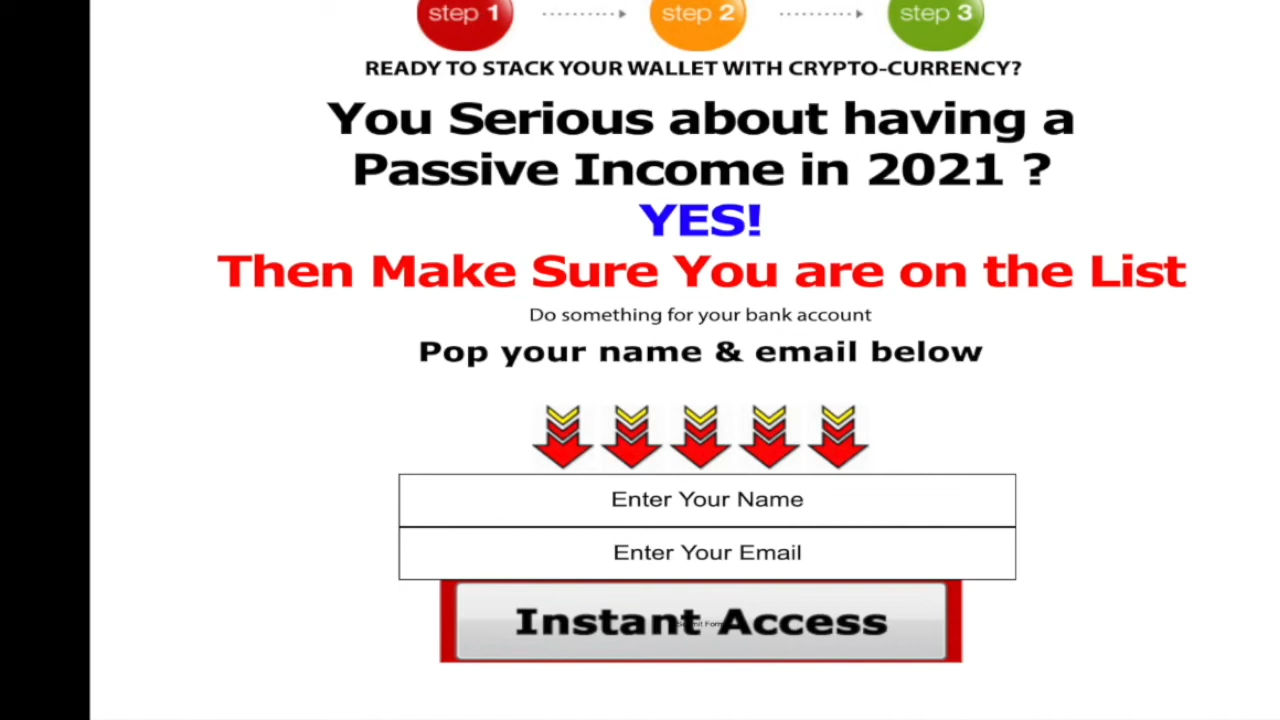 step 1
step 2
step 3
READY TO STACK YOUR WALLET WITH CRYPTO-CURRENCY?
You Serious about having a
Passive Income in 2021 ?
YES!
Then Make Sure You are on the List
Do something for your bank account
Pop your name & email below
Enter Your Name
Enter Your Email
Instant Access